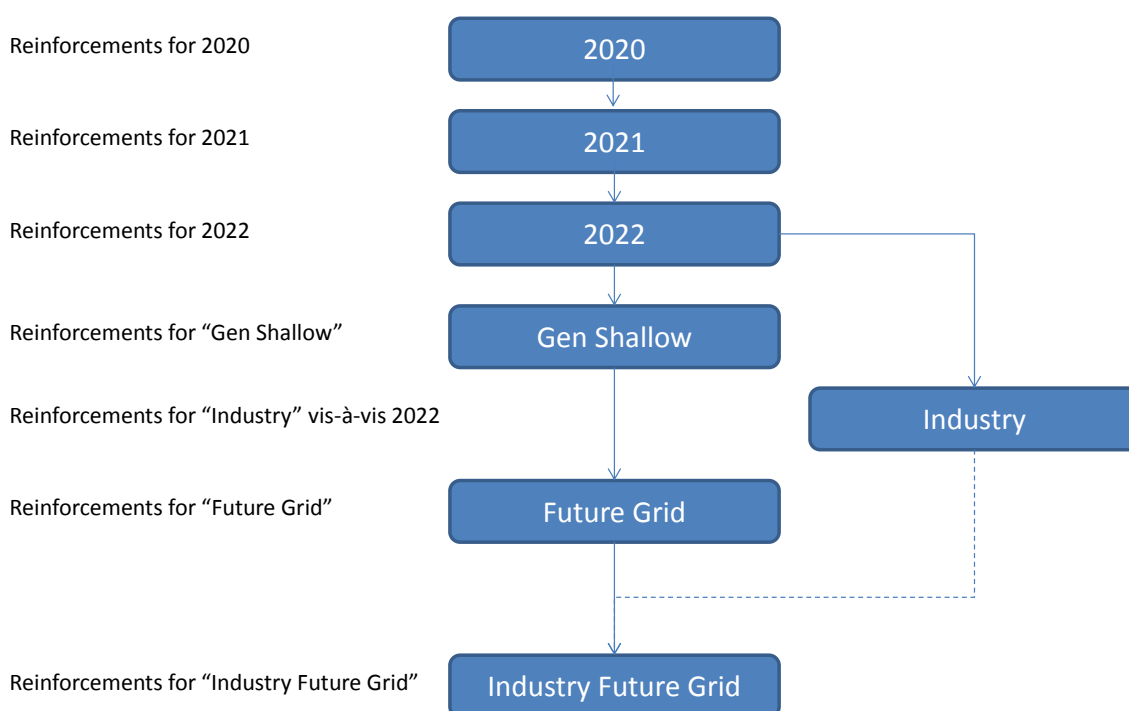 Reinforcements for 2020
2020
Reinforcements for 2021
2021
Reinforcements for 2022
2022
Reinforcements for “Gen Shallow”
Gen Shallow
Reinforcements for “Industry” vis-à-vis 2022
Industry
Reinforcements for “Future Grid”
Future Grid
Reinforcements for “Industry Future Grid”
Industry Future Grid